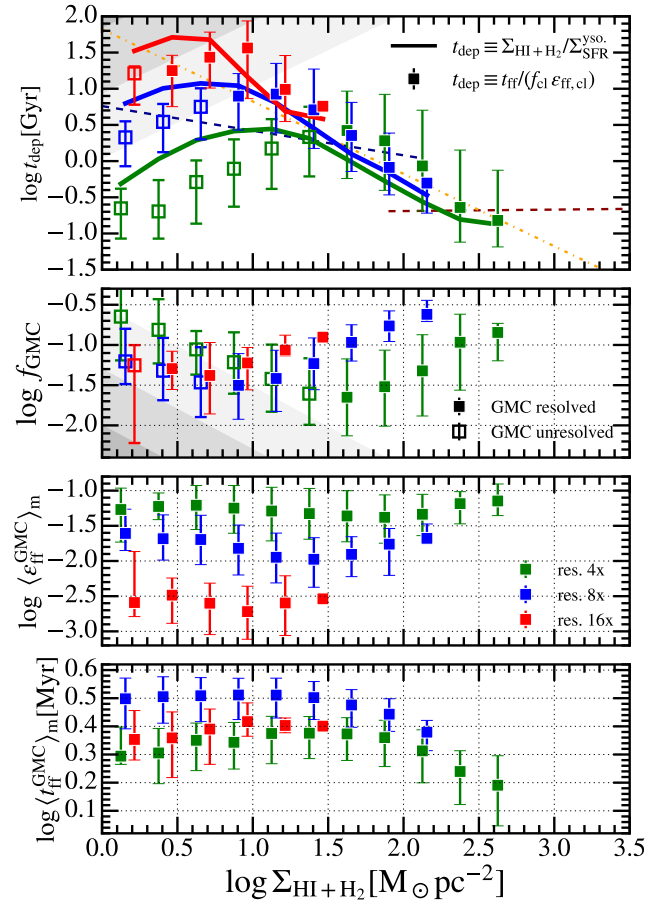 1.5
1.0
0.5
0.0
−0.5
−1.0
−1.5
log t_dep[Gyr]
t_dep ≡ Σ_HI+H₂/Σ_SFR^yso.
t_dep ≡ t_ff/(f_cl ε_ff,cl)
−0.5
−1.0
−1.5
−2.0
log f_GMC
GMC resolved
GMC unresolved
−1.0
−1.5
−2.0
−2.5
−3.0
log ⟨ε_ff^GMC⟩_m
res. 4x
res. 8x
res. 16x
0.6
0.5
0.4
0.3
0.2
0.1
log ⟨t_ff^GMC⟩_m[Myr]
0.0 0.5 1.0 1.5 2.0 2.5 3.0 3.5
log Σ_HI+H₂[M_⊙ pc⁻²]